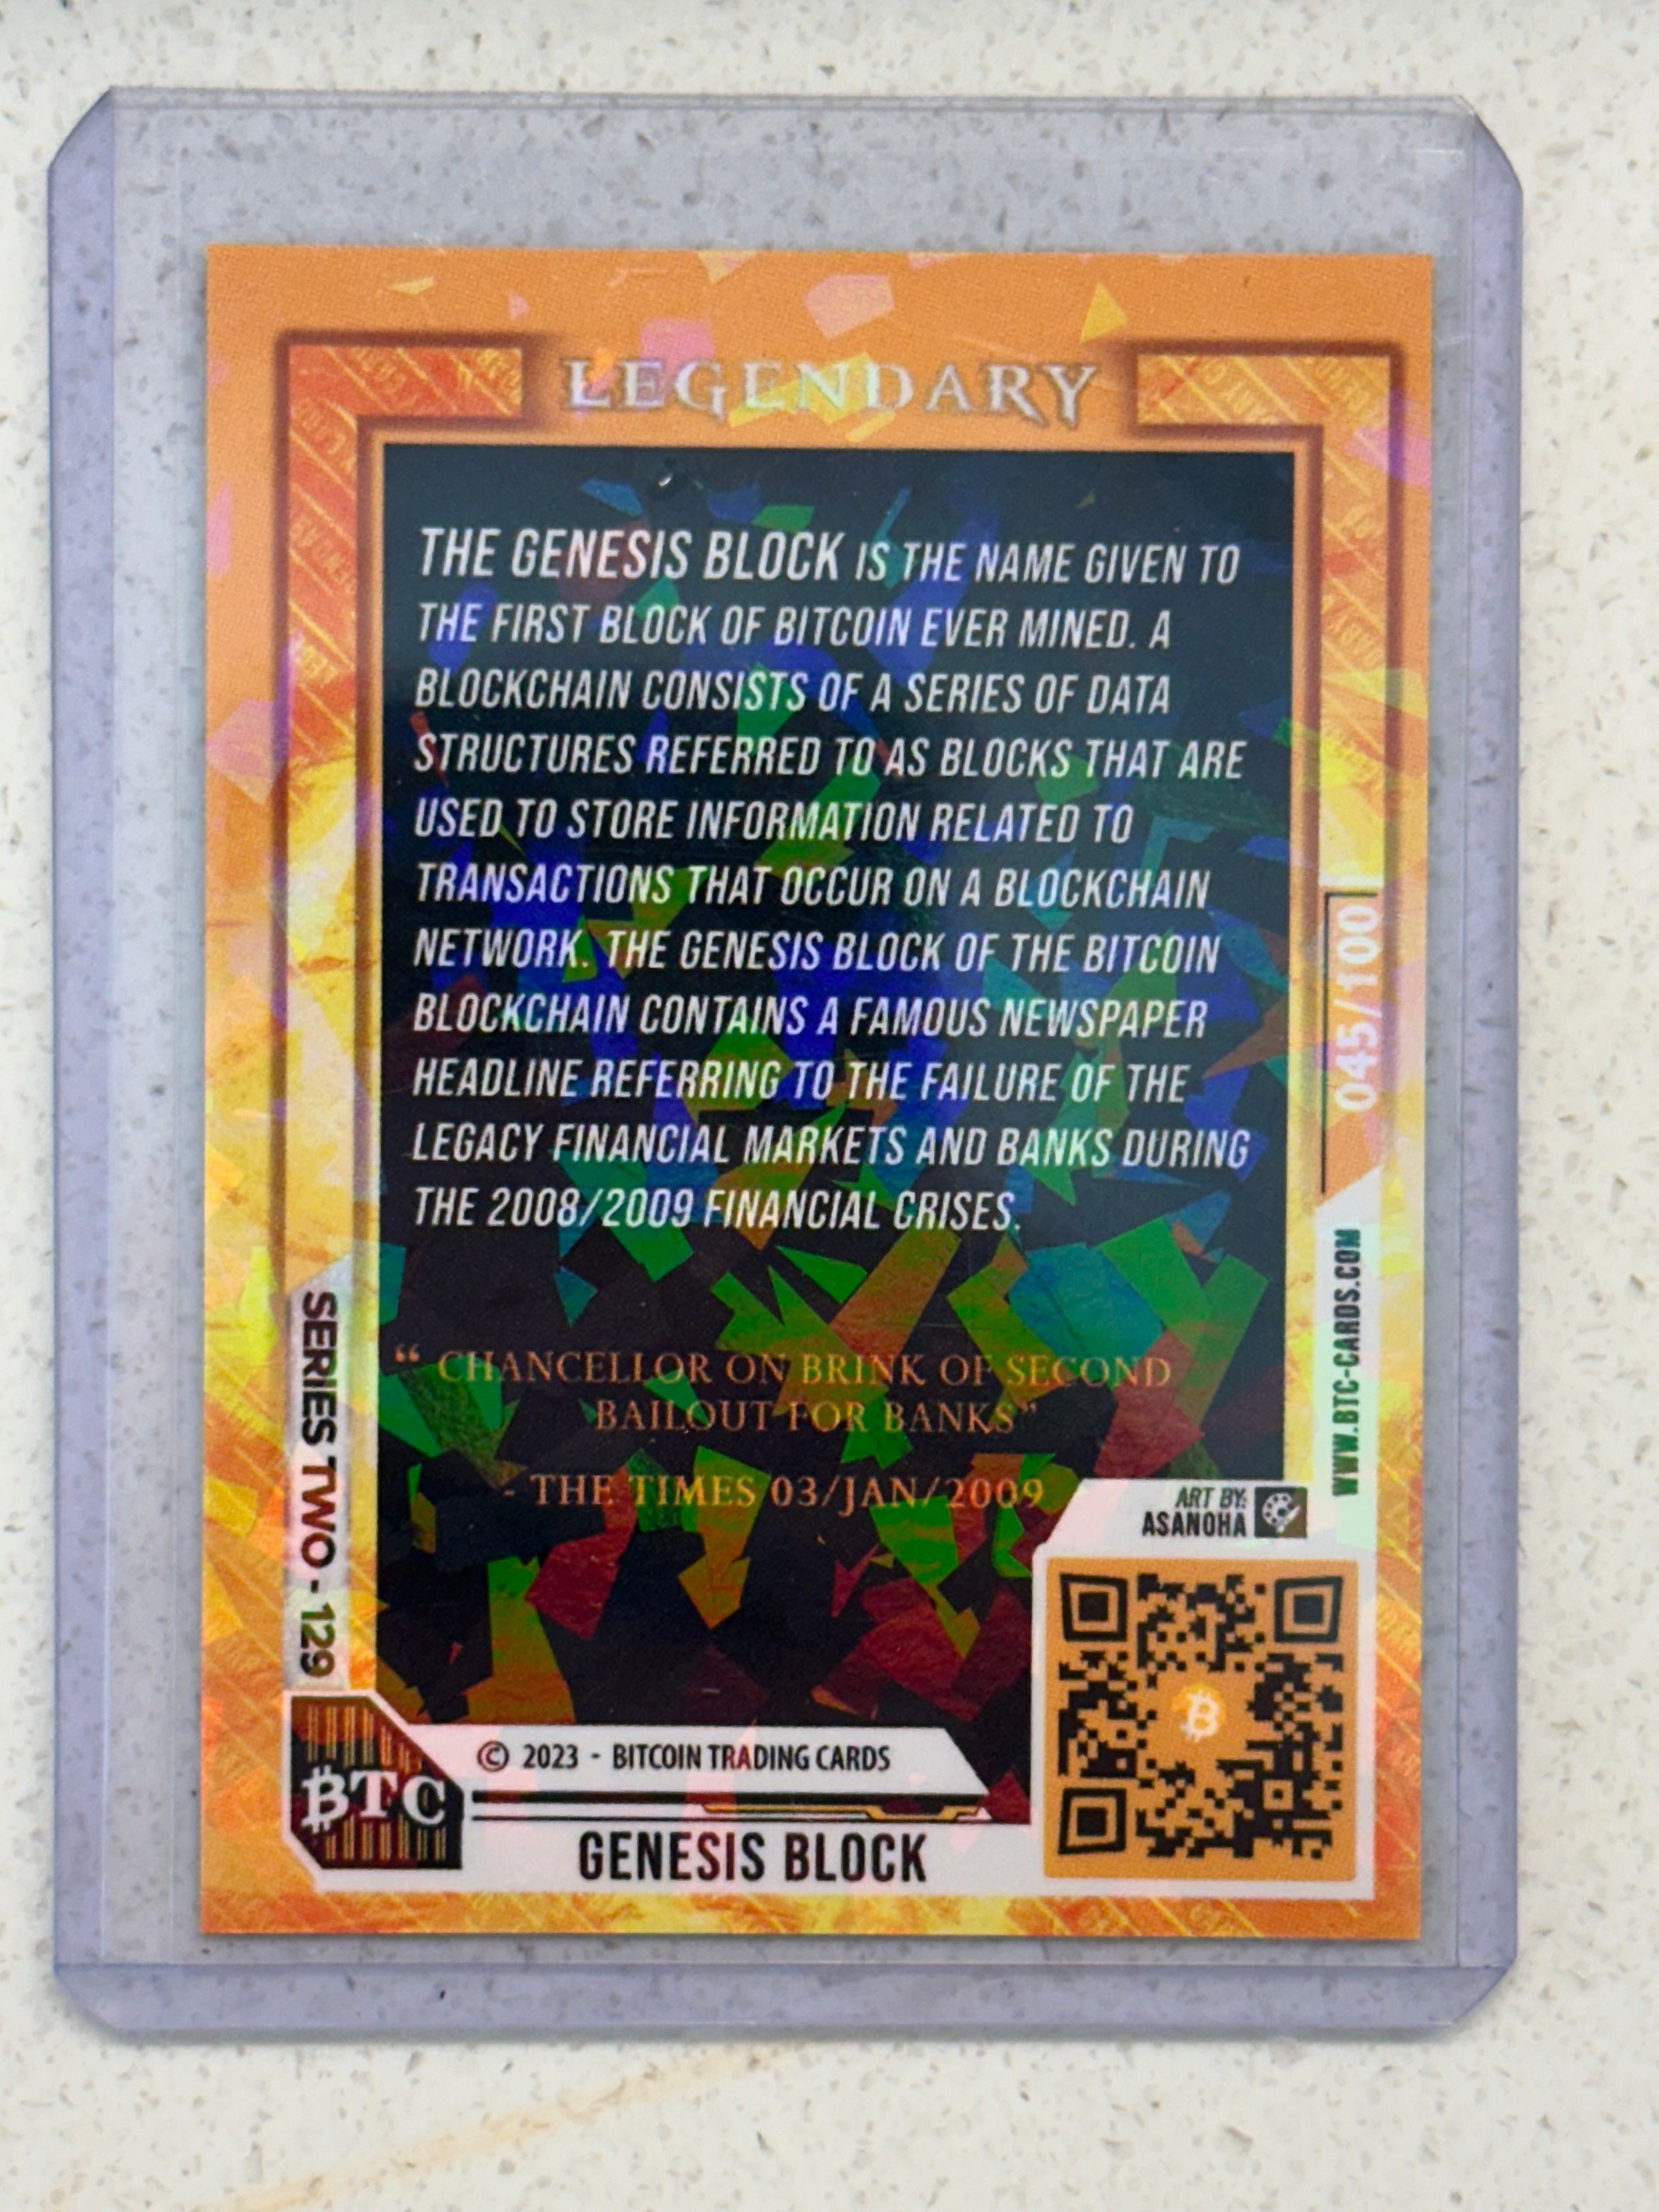 LEGENDARY
THE GENESIS BLOCK IS THE NAME GIVEN TO
THE FIRST BLOCK OF BITCOIN EVER MINED. A
BLOCKCHAIN CONSISTS OF A SERIES OF DATA
STRUCTURES REFERRED TO AS BLOCKS THAT ARE
USED TO STORE INFORMATION RELATED TO
TRANSACTIONS THAT OCCUR ON A BLOCKCHAIN
NETWORK. THE GENESIS BLOCK OF THE BITCOIN
BLOCKCHAIN CONTAINS A FAMOUS NEWSPAPER
HEADLINE REFERRING TO THE FAILURE OF THE
LEGACY FINANCIAL MARKETS AND BANKS DURING
THE 2008/2009 FINANCIAL CRISES.
045/100
WWW.BTC-CARDS.COM
SERIES TWO - 129
“ CHANCELLOR ON BRINK OF SECOND
BAILOUT FOR BANKS”
- THE TIMES 03/JAN/2009
ART BY:
ASANOHA
© 2023 - BITCOIN TRADING CARDS
₿TC
GENESIS BLOCK